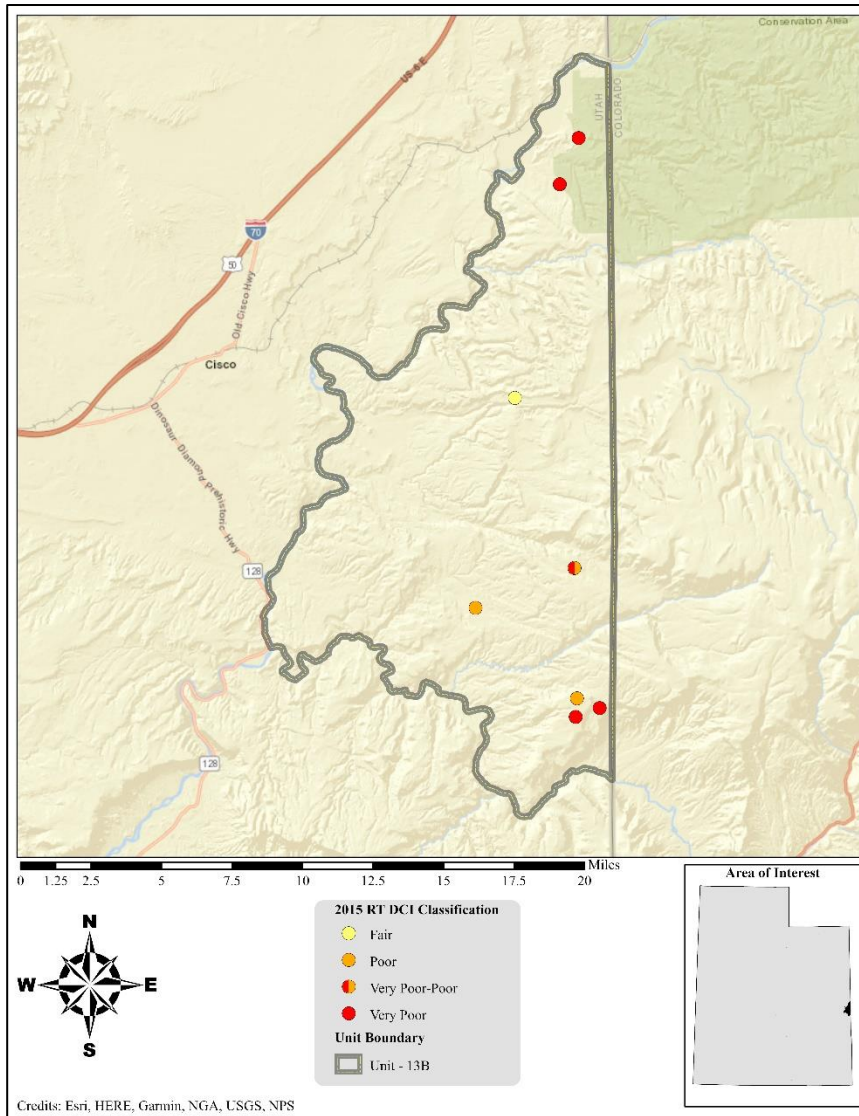 Conservation Area
US-6 E
UTAH
COLORADO
70
50
Old Cisco Hwy
Cisco
Dinosaur Diamond Prehistoric Hwy
128
128
Miles
0 1.25 2.5 5 7.5 10 12.5 15 17.5 20
Area of Interest
2015 RT DCI Classification
Fair
Poor
Very Poor-Poor
Very Poor
Unit Boundary
Unit - 13B
N
W E
S
Credits: Esri, HERE, Garmin, NGA, USGS, NPS